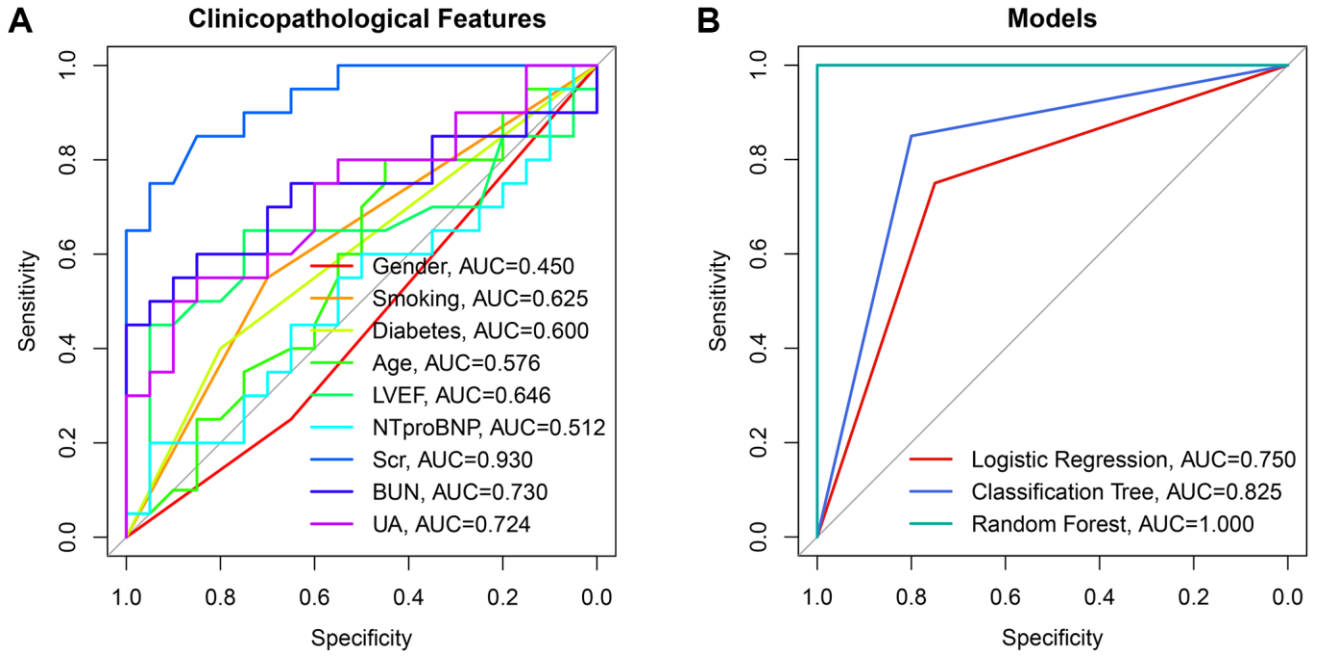 A
Clinicopathological Features
Sensitivity
1.0
0.8
0.6
0.4
0.2
0.0
Gender, AUC=0.450
Smoking, AUC=0.625
Diabetes, AUC=0.600
Age, AUC=0.576
LVEF, AUC=0.646
NTproBNP, AUC=0.512
Scr, AUC=0.930
BUN, AUC=0.730
UA, AUC=0.724
1.0 0.8 0.6 0.4 0.2 0.0
Specificity
B
Models
Sensitivity
1.0
0.8
0.6
0.4
0.2
0.0
Logistic Regression, AUC=0.750
Classification Tree, AUC=0.825
Random Forest, AUC=1.000
1.0 0.8 0.6 0.4 0.2 0.0
Specificity